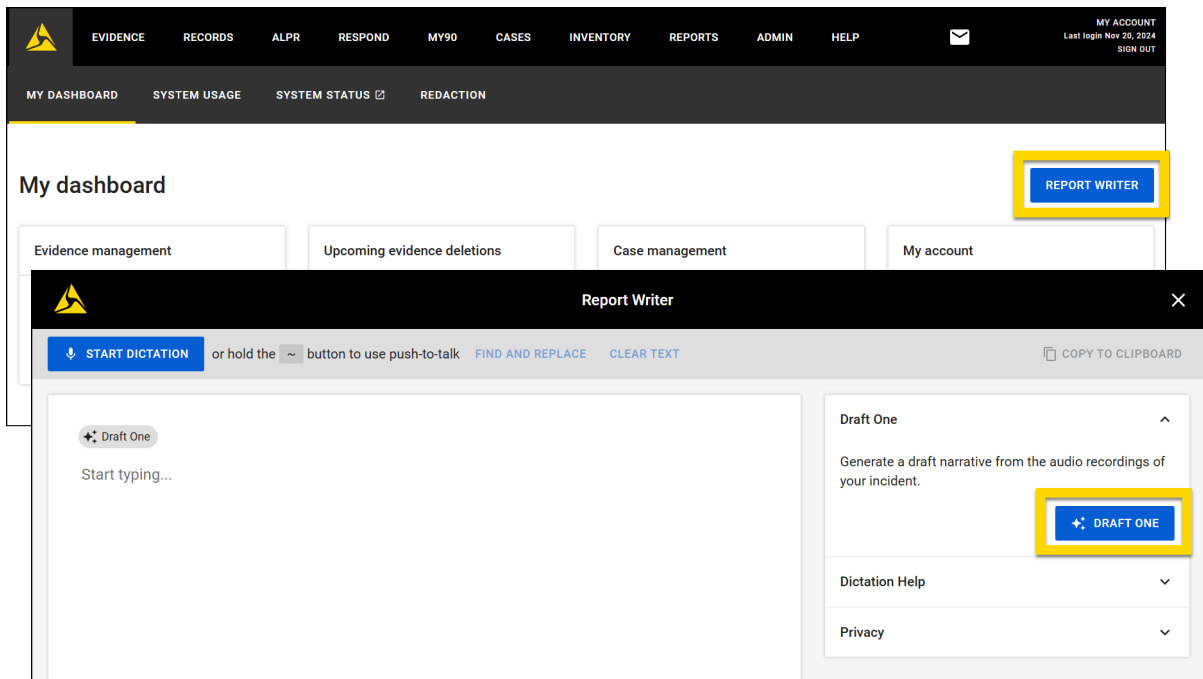 EVIDENCE RECORDS ALPR RESPOND MY90 CASES INVENTORY REPORTS ADMIN HELP
MY ACCOUNT
Last login Nov 20, 2024
SIGN OUT
MY DASHBOARD SYSTEM USAGE SYSTEM STATUS REDACTION
My dashboard
REPORT WRITER
Evidence management
Upcoming evidence deletions
Case management
My account
Report Writer
START DICTATION or hold the ~ button to use push-to-talk FIND AND REPLACE CLEAR TEXT
COPY TO CLIPBOARD
Draft One
Start typing...
Draft One
Generate a draft narrative from the audio recordings of
your incident.
DRAFT ONE
Dictation Help
Privacy